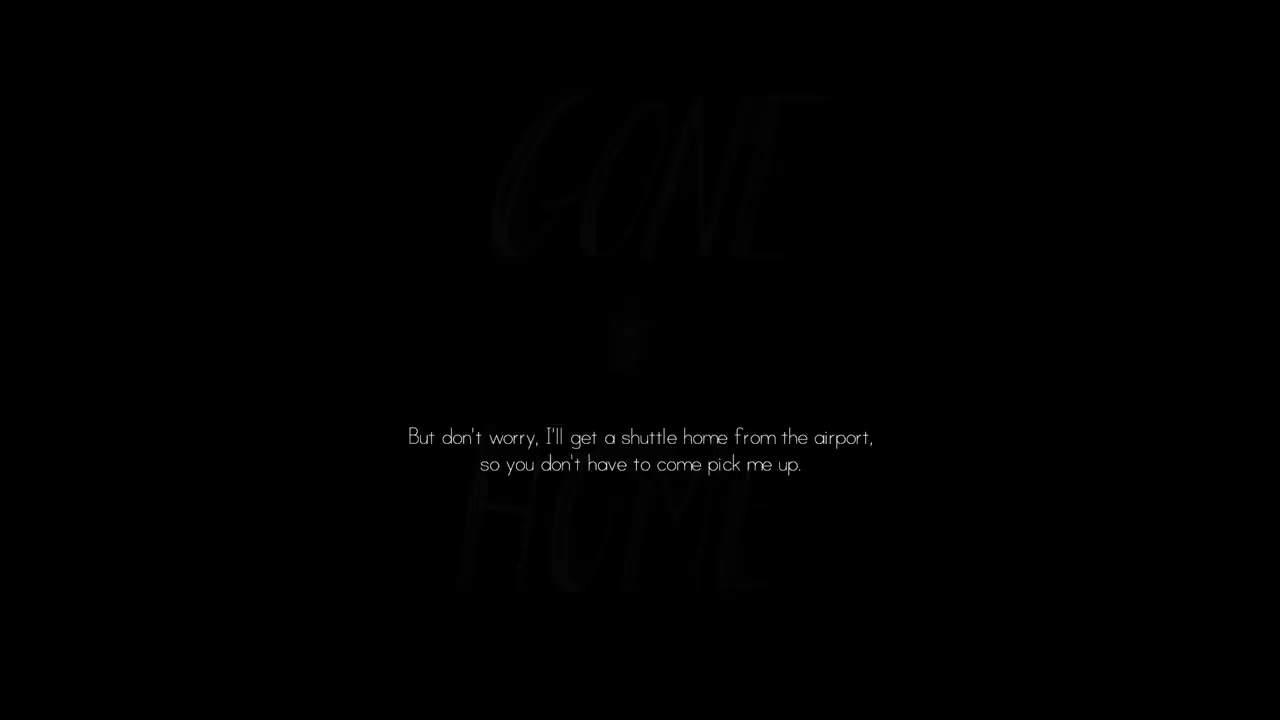 GONE
But don't worry, I'll get a shuttle home from the airport,
so you don't have to come pick me up.
HOME